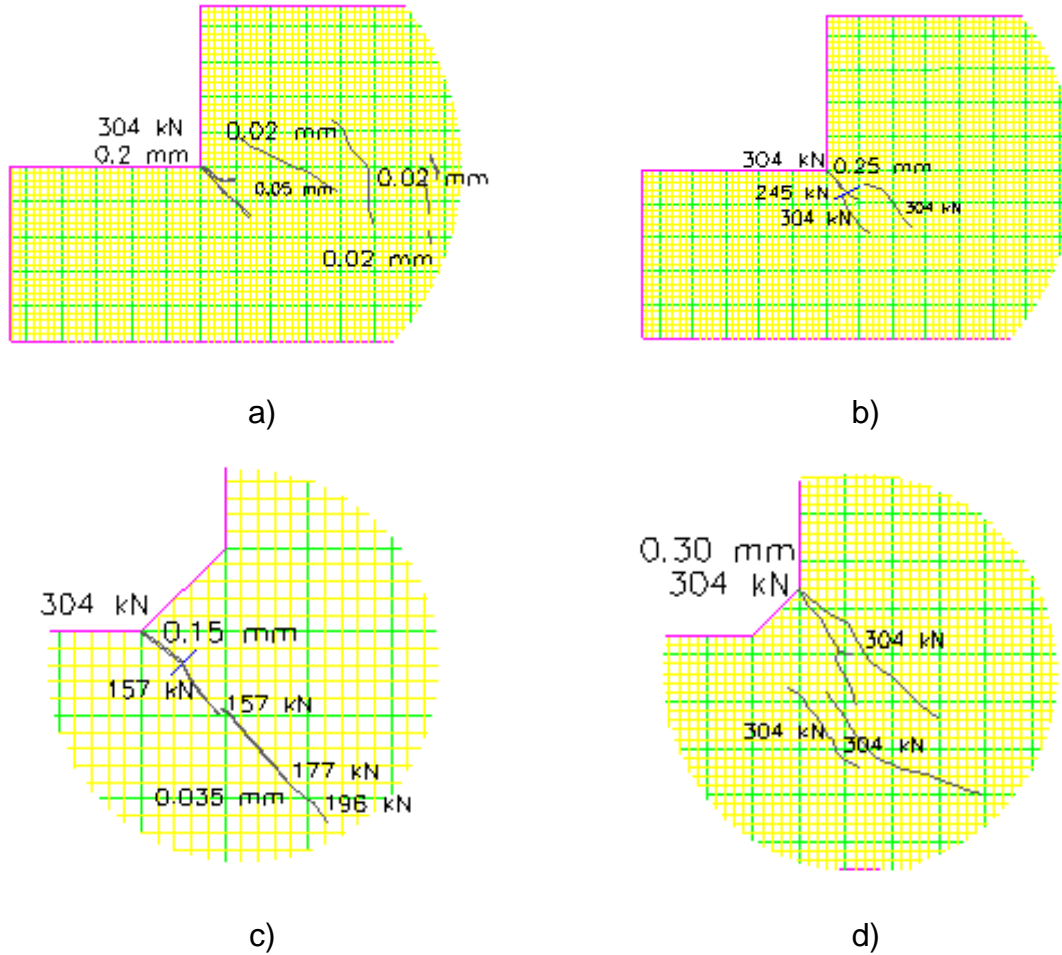 304 kN
0.2 mm
0.02 mm
0.05 mm
0.02 mm
0.02 mm
a)
304 kN
0.25 mm
245 kN
304 kN
304 kN
b)
304 kN
0.15 mm
157 kN
157 kN
177 kN
0.035 mm
196 kN
c)
0.30 mm
304 kN
304 kN
304 kN
304 kN
d)